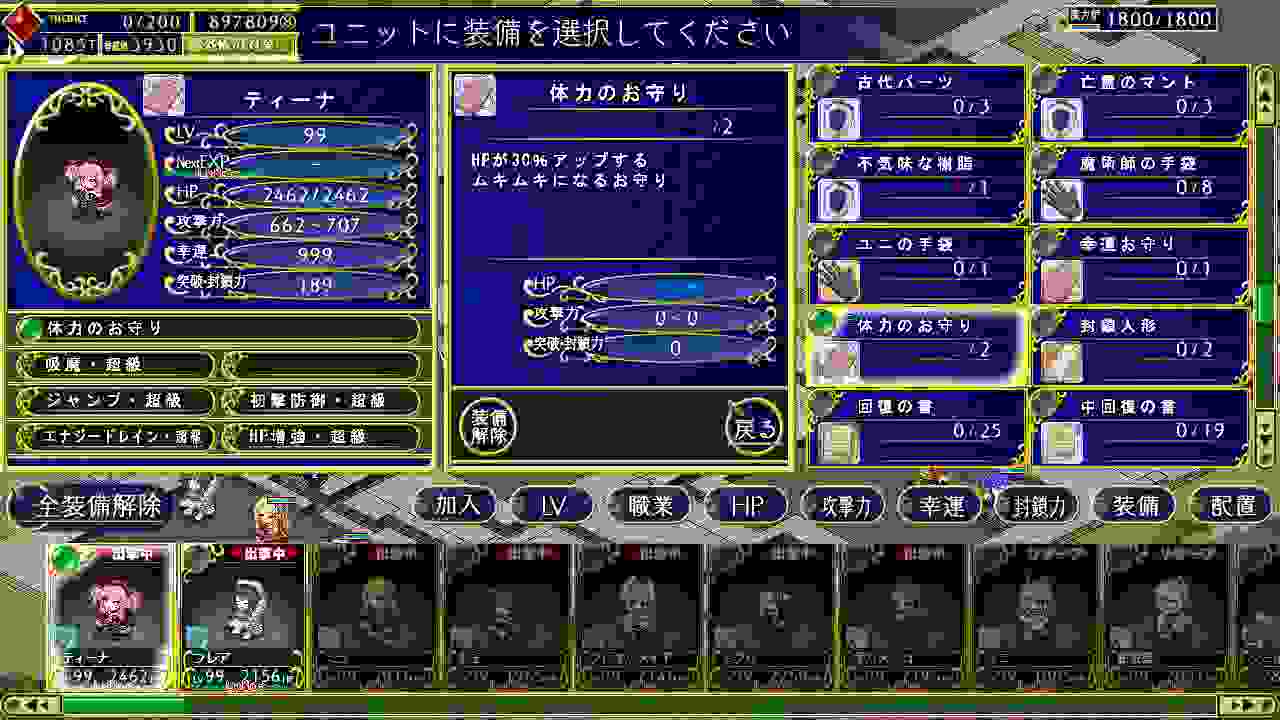 0/200
897809
1085T
3930
ユニットに装備を選択してください
1800/1800
ティーナ
LV
99
NextEXP
-
HP
2462/2462
攻撃力
662~707
幸運
999
突破・封鎖力
189
体力のお守り
吸魔・超級
ジャンプ・超級
初撃防御・超級
エナジードレイン・超級
HP増強・超級
体力のお守り
/2
HPが30%アップする
ムキムキになるお守り
HP
攻撃力
0~0
突破・封鎖力
0
装備
解除
戻る
古代パーツ
0/3
亡霊のマント
0/3
不気味な樹脂
/1
魔術師の手袋
0/8
ユニの手袋
0/1
幸運お守り
0/1
体力のお守り
/2
封鎖人形
0/2
回復の書
0/25
中回復の書
0/19
全装備解除
加入
LV
職業
HP
攻撃力
幸運
封鎖力
装備
配置
出撃中
出撃中
ティーナ
フレア
99
2462
99
2156